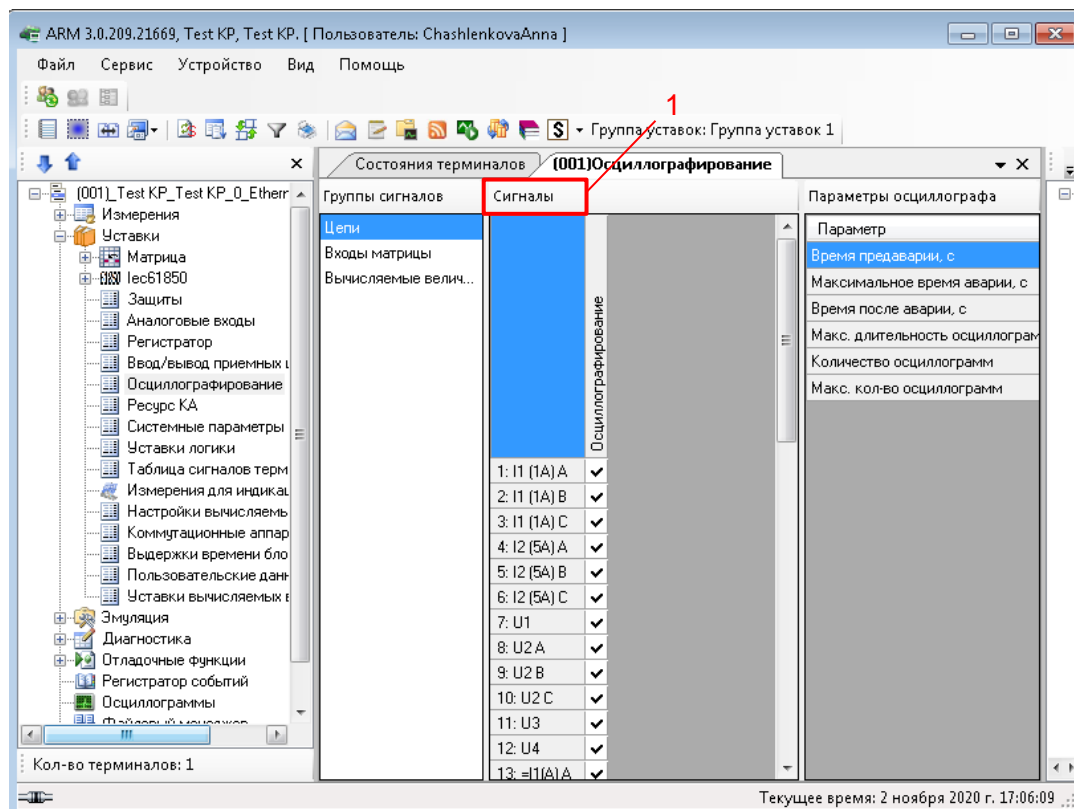 ARM 3.0.209.21669, Test KP, Test KP. [ Пользователь: ChashlenkovaAnna ]
Файл Сервис Устройство Вид Помощь
1
S Группа уставок: Группа уставок 1
Состояния терминалов (001)Осциллографирование
(001)_Test KP_Test KP_0_Ethern
Измерения
Уставки
Матрица
61850 Iec61850
Защиты
Аналоговые входы
Регистратор
Ввод/вывод приемных ц
Осциллографирование
Ресурс КА
Системные параметры
Уставки логики
Таблица сигналов терм
Измерения для индикац
Настройки вычисляемь
Коммутационные аппар
Выдержки времени бло
Пользовательские данн
Уставки вычисляемых в
Эмуляция
Диагностика
Отладочные функции
Регистратор событий
Осциллограммы
Файловый менеджер
Кол-во терминалов: 1
Группы сигналов
Цепи
Входы матрицы
Вычисляемые велич...
Сигналы
Осциллографирование
1: I1 (1A) A
2: I1 (1A) B
3: I1 (1A) C
4: I2 (5A) A
5: I2 (5A) B
6: I2 (5A) C
7: U1
8: U2 A
9: U2 B
10: U2 C
11: U3
12: U4
13: =I1(A) A
Параметры осциллографа
Параметр
Время предаварии, с
Максимальное время аварии, с
Время после аварии, с
Макс. длительность осциллограм
Количество осциллограмм
Макс. кол-во осциллограмм
Текущее время: 2 ноября 2020 г. 17:06:09